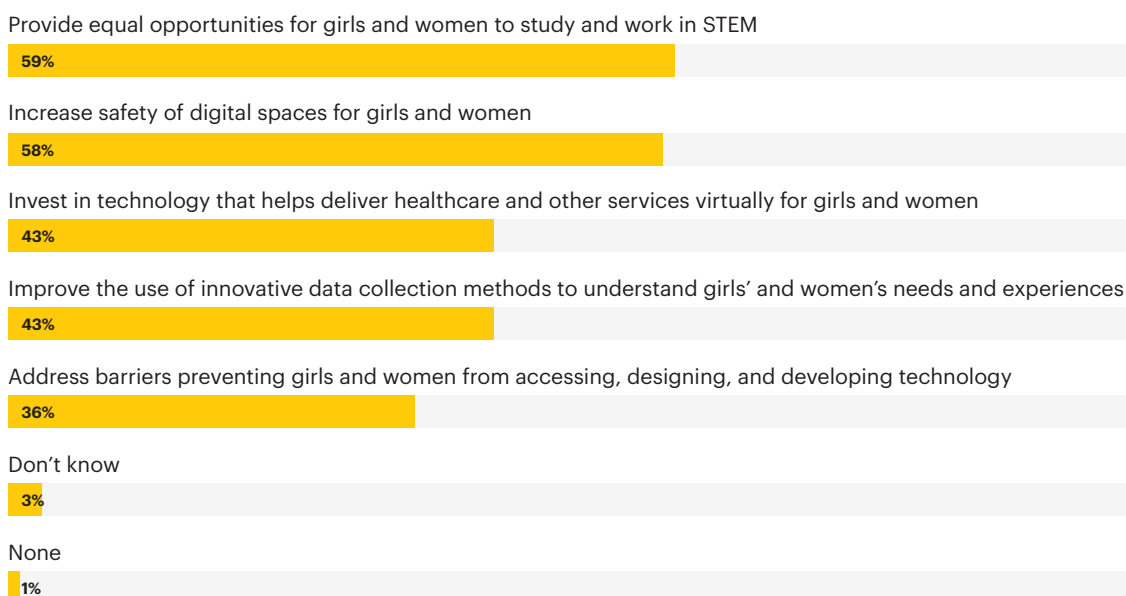 Provide equal opportunities for girls and women to study and work in STEM
59%
Increase safety of digital spaces for girls and women
58%
Invest in technology that helps deliver healthcare and other services virtually for girls and women
43%
Improve the use of innovative data collection methods to understand girls’ and women’s needs and experiences
43%
Address barriers preventing girls and women from accessing, designing, and developing technology
36%
Don’t know
3%
None
1%